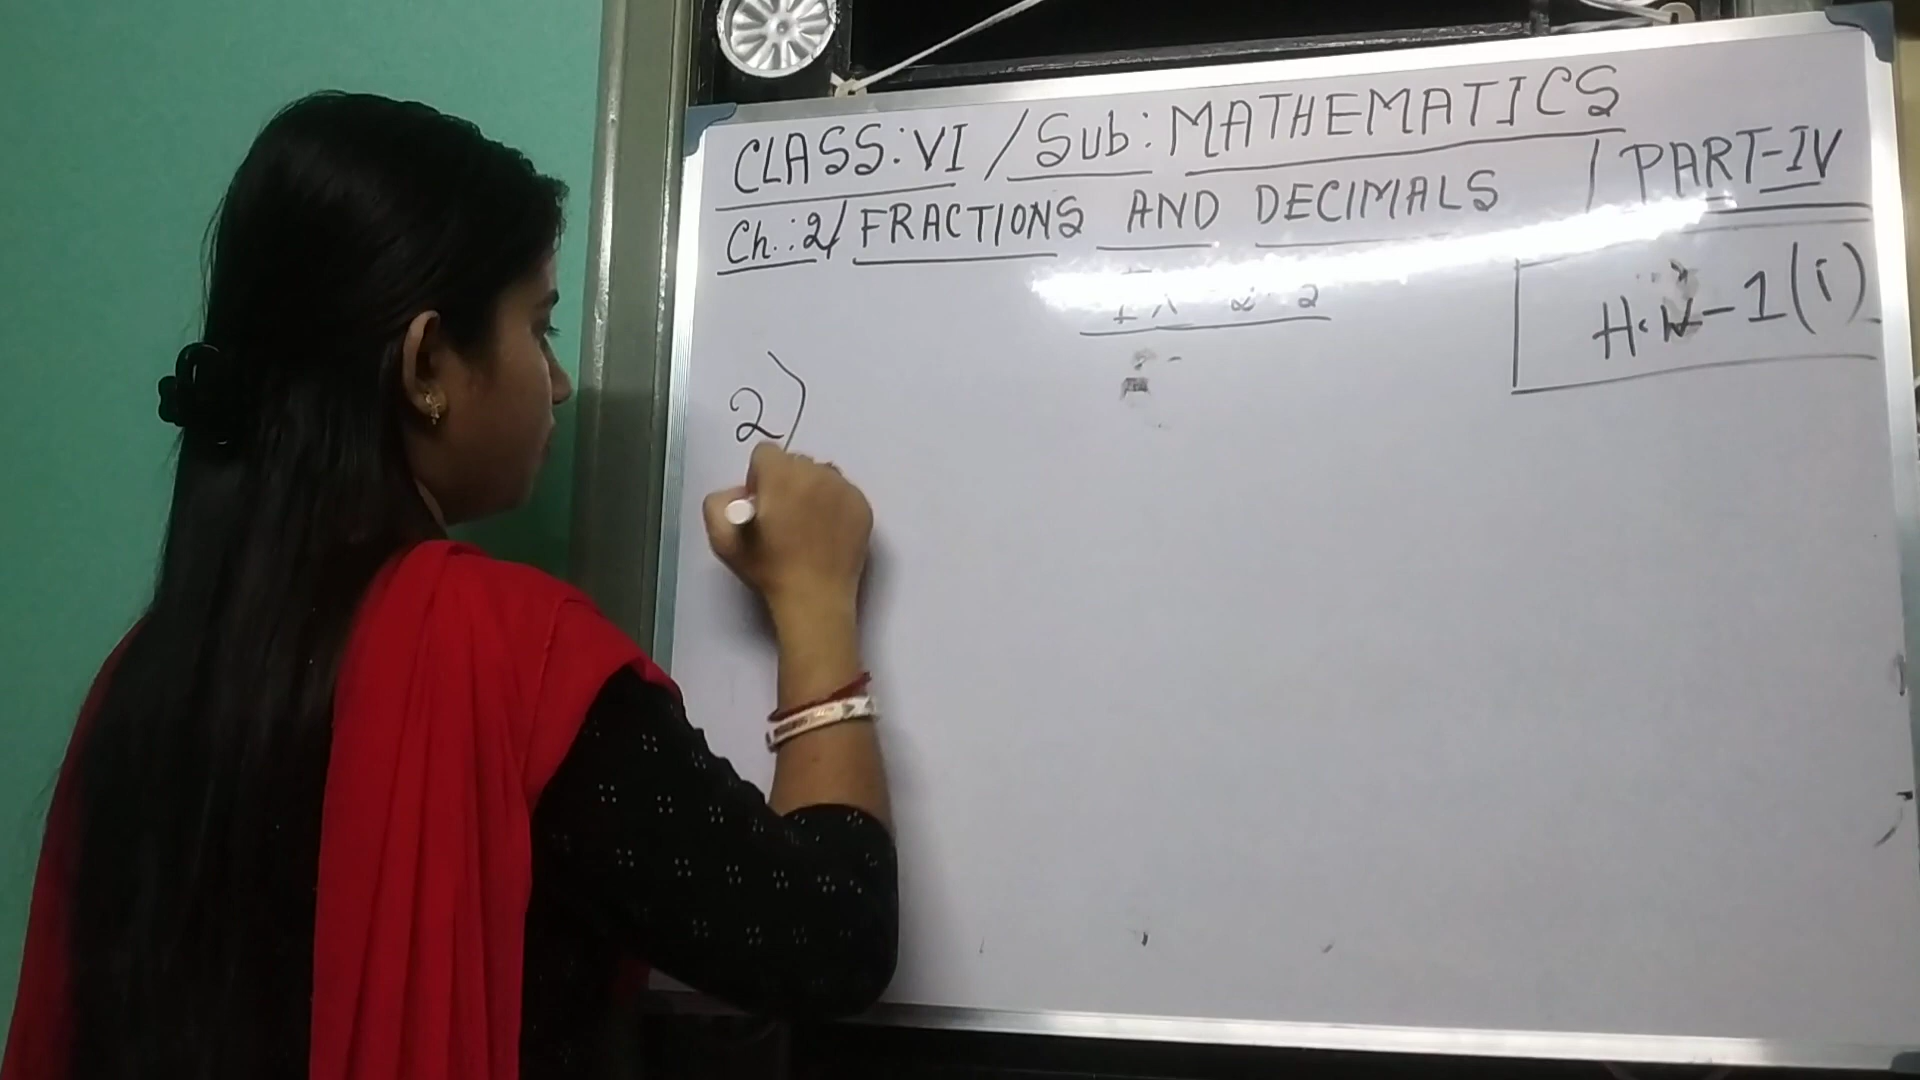 CLASS: VI / Sub: MATHEMATICS
Ch.: 2/ FRACTIONS AND DECIMALS / PART-IV
H.W-1(i)
2)